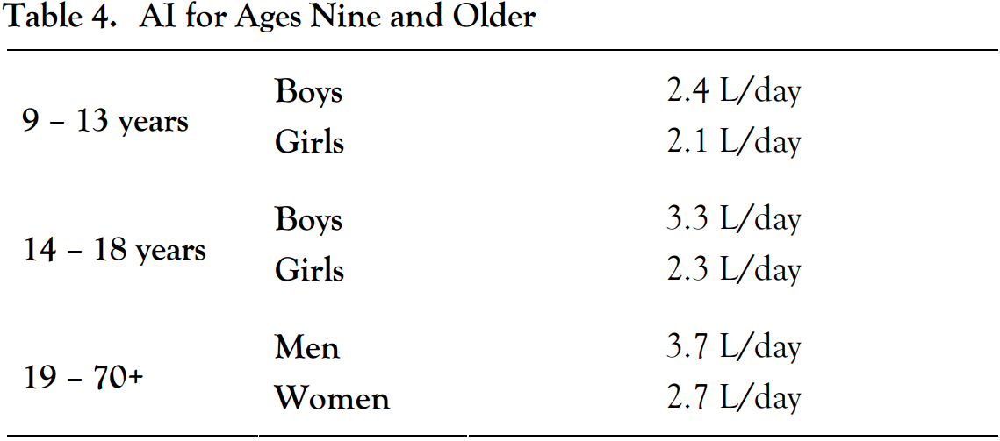 Table 4. AI for Ages Nine and Older
9 – 13 years
Boys 2.4 L/day
Girls 2.1 L/day
14 – 18 years
Boys 3.3 L/day
Girls 2.3 L/day
19 – 70+
Men 3.7 L/day
Women 2.7 L/day